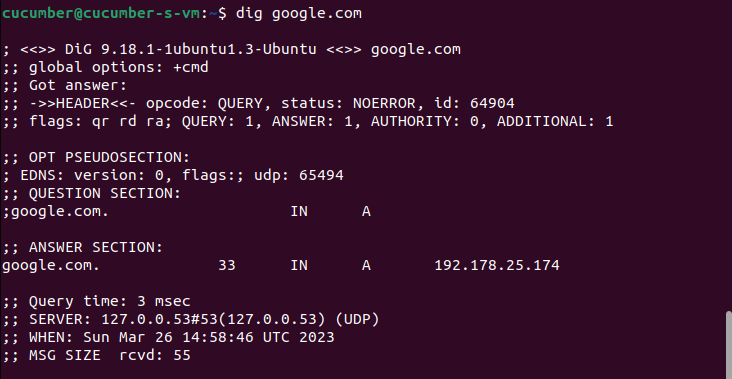 cucumber@cucumber-s-vm:~$ dig google.com
; <<>> DiG 9.18.1-1ubuntu1.3-Ubuntu <<>> google.com
;; global options: +cmd
;; Got answer:
;; ->>HEADER<<- opcode: QUERY, status: NOERROR, id: 64904
;; flags: qr rd ra; QUERY: 1, ANSWER: 1, AUTHORITY: 0, ADDITIONAL: 1
;; OPT PSEUDOSECTION:
; EDNS: version: 0, flags:; udp: 65494
;; QUESTION SECTION:
;google.com. IN A
;; ANSWER SECTION:
google.com. 33 IN A 192.178.25.174
;; Query time: 3 msec
;; SERVER: 127.0.0.53#53(127.0.0.53) (UDP)
;; WHEN: Sun Mar 26 14:58:46 UTC 2023
;; MSG SIZE rcvd: 55